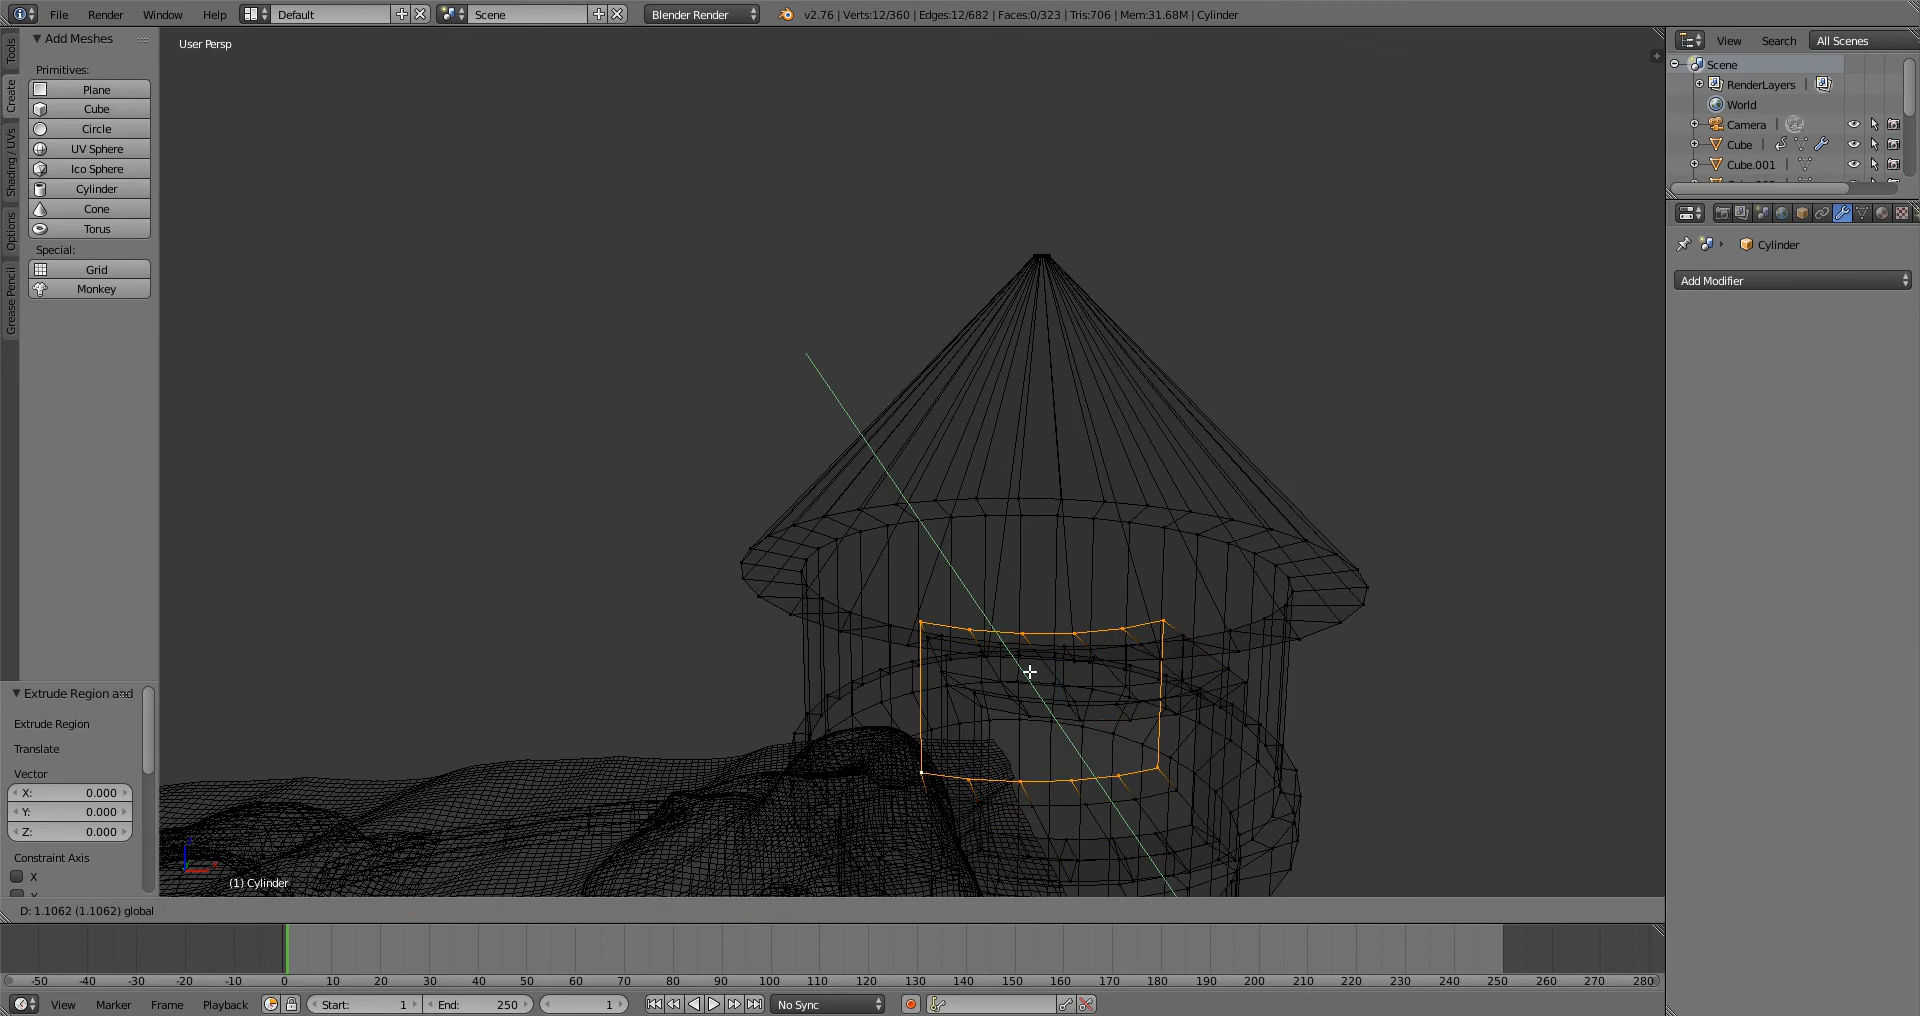 File Render Window Help Default Scene Blender Render v2.76 | Verts:12/360 | Edges:12/682 | Faces:0/323 | Tris:706 | Mem:31.68M | Cylinder
Tools
Create
Shading / UVs
Options
Grease Pencil
Add Meshes
Primitives:
Plane
Cube
Circle
UV Sphere
Ico Sphere
Cylinder
Cone
Torus
Special:
Grid
Monkey
Extrude Region and
Extrude Region
Translate
Vector
X: 0.000
Y: 0.000
Z: 0.000
Constraint Axis
X
User Persp
(1) Cylinder
D: 1.1062 (1.1062) global
View Search All Scenes
Scene
RenderLayers |
World
Camera |
Cube |
Cube.001 |
Cylinder
Add Modifier
-50 -40 -30 -20 -10 0 10 20 30 40 50 60 70 80 90 100 110 120 130 140 150 160 170 180 190 200 210 220 230 240 250 260 270 280
View Marker Frame Playback Start: 1 End: 250 1 No Sync